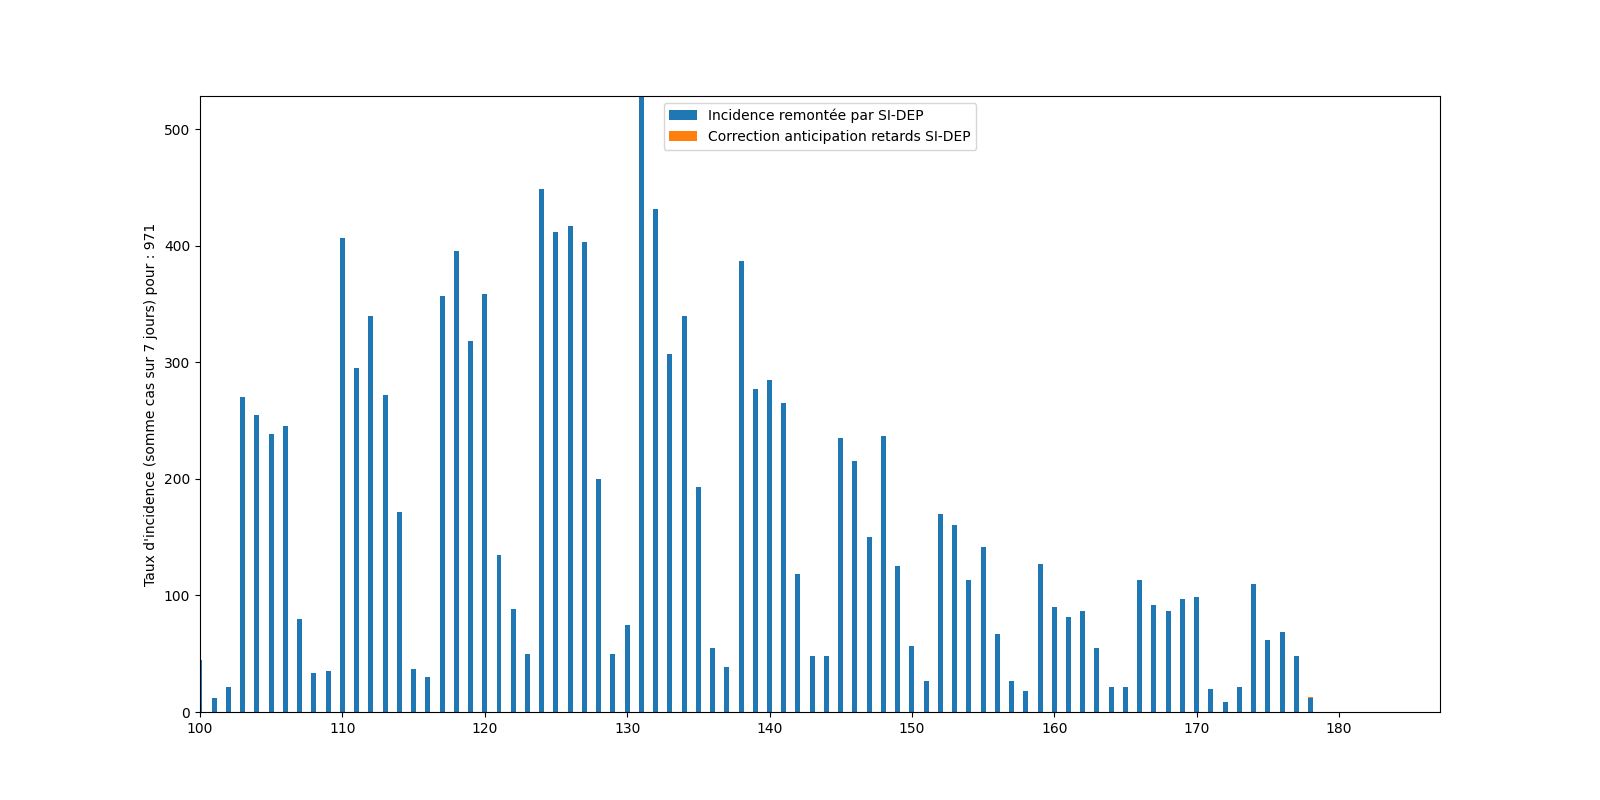 Incidence remontée par SI-DEP
Correction anticipation retards SI-DEP
Taux d'incidence (somme cas sur 7 jours) pour : 971
500
400
300
200
100
0
100 110 120 130 140 150 160 170 180